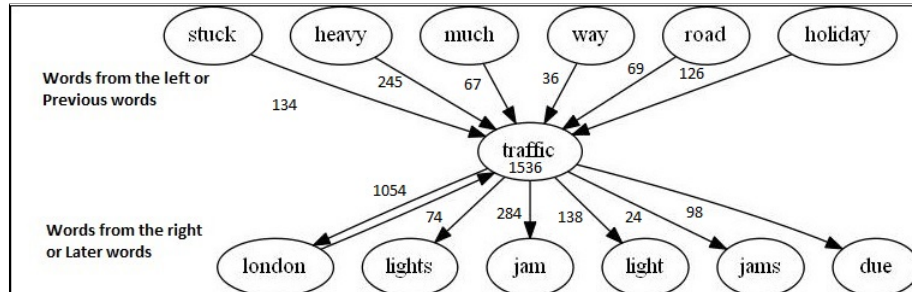 stuck heavy much way road holiday
Words from the left or
Previous words
134 245 67 36 69 126
traffic
1536
1054 74 284 138 24 98
Words from the right
or Later words
london lights jam light jams due